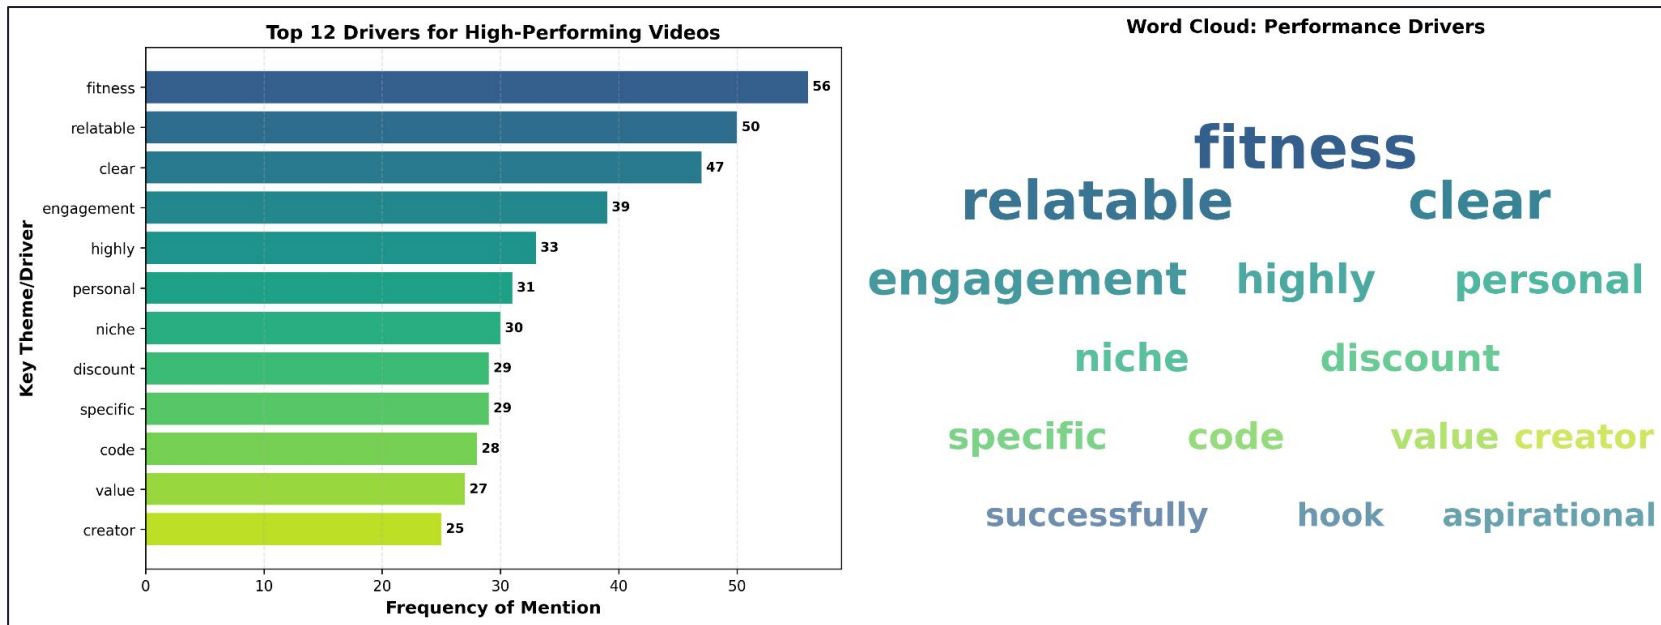 Top 12 Drivers for High-Performing Videos
Key Theme/Driver
fitness 56
relatable 50
clear 47
engagement 39
highly 33
personal 31
niche 30
discount 29
specific 29
code 28
value 27
creator 25
0 10 20 30 40 50
Frequency of Mention
Word Cloud: Performance Drivers
fitness
relatable clear
engagement highly personal
niche discount
specific code value creator
successfully hook aspirational